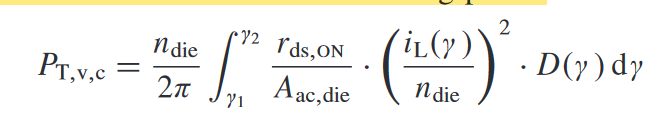 P_{T,v,c} = \frac{n_{die}}{2\pi} \int_{\gamma_1}^{\gamma_2} \frac{r_{ds,ON}}{A_{ac,die}} \cdot \left( \frac{i_L(\gamma)}{n_{die}} \right)^2 \cdot D(\gamma) d\gamma